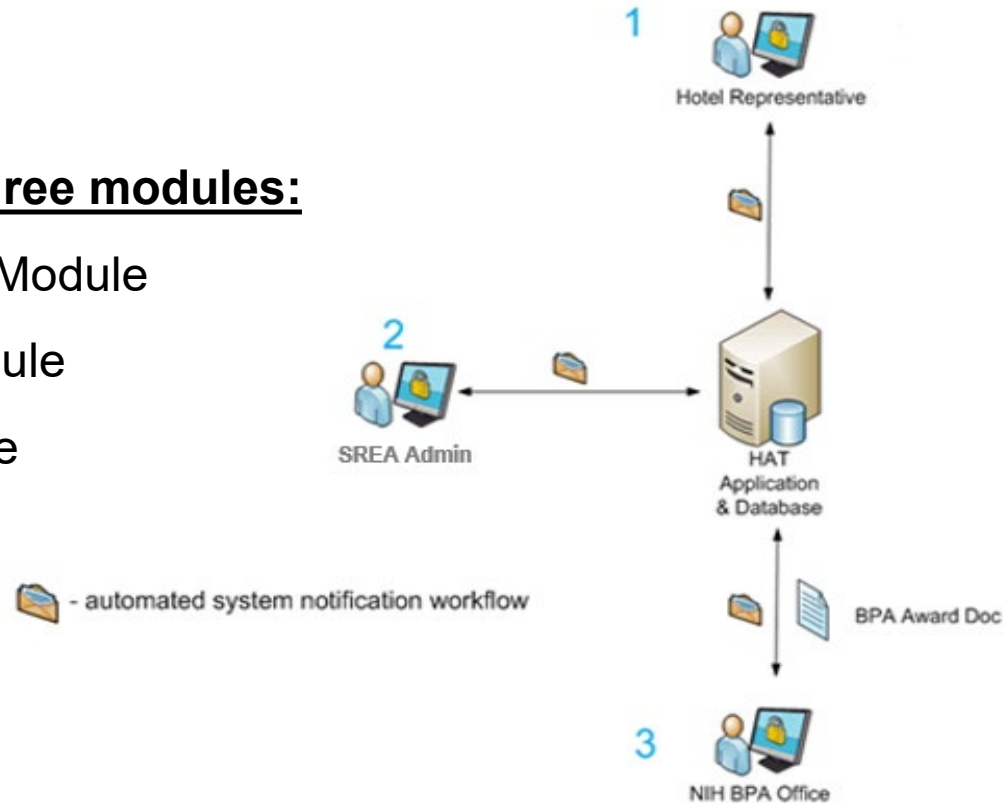 1
Hotel Representative
ree modules:
Module
ule
e
2
SREA Admin
HAT
Application
& Database
- automated system notification workflow
BPA Award Doc
3
NIH BPA Office